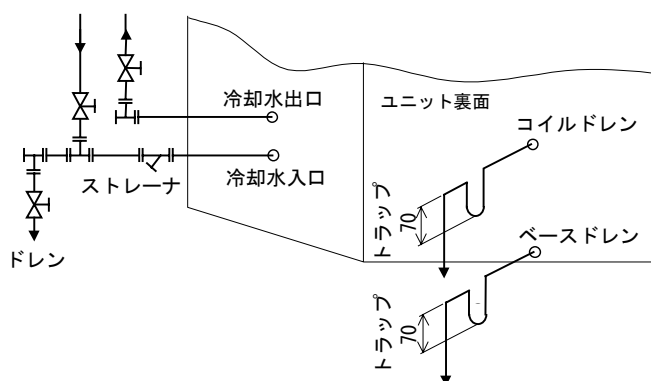 冷却水出口
ユニット裏面
コイルドレン
冷却水入口
ストレーナ
トラップ
70
ベースドレン
ドレン
トラップ
70